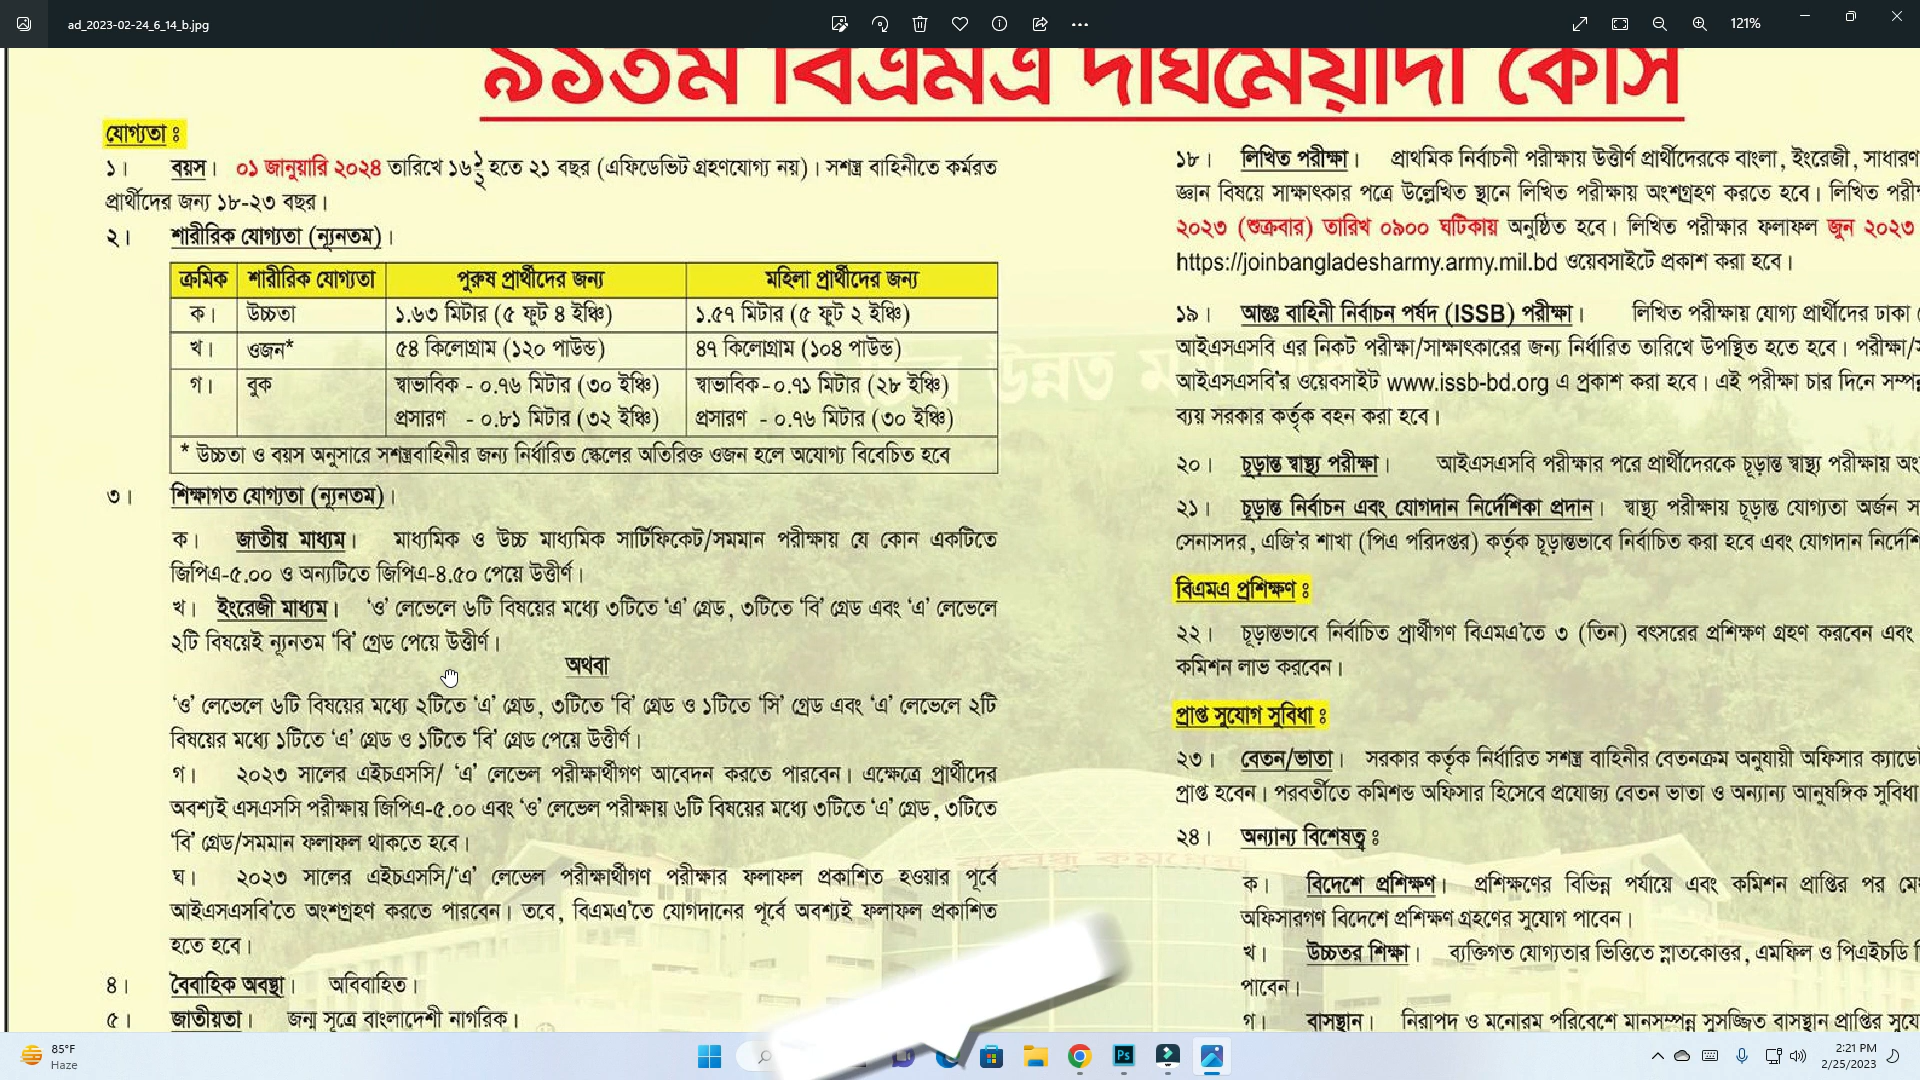 ad_2023-02-24_6_14_b.jpg
121%
৯১তম বিএমএ দীর্ঘমেয়াদী কোর্স
যোগ্যতা ঃ
১। বয়স। ০১ জানুয়ারি ২০২৪ তারিখে ১৬ ১/২ হতে ২১ বছর (এফিডেভিট গ্রহণযোগ্য নয়)। সশস্ত্র বাহিনীতে কর্মরত
প্রার্থীদের জন্য ১৮-২৩ বছর।
২। শারীরিক যোগ্যতা (ন্যূনতম)।
ক্রমিক শারীরিক যোগ্যতা পুরুষ প্রার্থীদের জন্য মহিলা প্রার্থীদের জন্য
ক। উচ্চতা ১.৬৩ মিটার (৫ ফুট ৪ ইঞ্চি) ১.৫৭ মিটার (৫ ফুট ২ ইঞ্চি)
খ। ওজন* ৫৪ কিলোগ্রাম (১২০ পাউন্ড) ৪৭ কিলোগ্রাম (১০৪ পাউন্ড)
গ। বুক স্বাভাবিক - ০.৭৬ মিটার (৩০ ইঞ্চি) স্বাভাবিক - ০.৭১ মিটার (২৮ ইঞ্চি)
প্রসারণ - ০.৮১ মিটার (৩২ ইঞ্চি) প্রসারণ - ০.৭৬ মিটার (৩০ ইঞ্চি)
* উচ্চতা ও বয়স অনুসারে সশস্ত্রবাহিনীর জন্য নির্ধারিত স্কেলের অতিরিক্ত ওজন হলে অযোগ্য বিবেচিত হবে
৩। শিক্ষাগত যোগ্যতা (ন্যূনতম)।
ক। জাতীয় মাধ্যম। মাধ্যমিক ও উচ্চ মাধ্যমিক সার্টিফিকেট/সমমান পরীক্ষায় যে কোন একটিতে
জিপিএ-৫.০০ ও অন্যটিতে জিপিএ-৪.৫০ পেয়ে উত্তীর্ণ।
খ। ইংরেজী মাধ্যম। ‘ও’ লেভেলে ৬টি বিষয়ের মধ্যে ৩টিতে ‘এ’ গ্রেড, ৩টিতে ‘বি’ গ্রেড এবং ‘এ’ লেভেলে
২টি বিষয়েই ন্যূনতম ‘বি’ গ্রেড পেয়ে উত্তীর্ণ।
অথবা
‘ও’ লেভেলে ৬টি বিষয়ের মধ্যে ২টিতে ‘এ’ গ্রেড, ৩টিতে ‘বি’ গ্রেড ও ১টিতে ‘সি’ গ্রেড এবং ‘এ’ লেভেলে ২টি
বিষয়ের মধ্যে ১টিতে ‘এ’ গ্রেড ও ১টিতে ‘বি’ গ্রেড পেয়ে উত্তীর্ণ।
গ। ২০২৩ সালের এইচএসসি/ ‘এ’ লেভেল পরীক্ষার্থীগণ আবেদন করতে পারবেন। এক্ষেত্রে প্রার্থীদের
অবশ্যই এসএসসি পরীক্ষায় জিপিএ-৫.০০ এবং ‘ও’ লেভেল পরীক্ষায় ৬টি বিষয়ের মধ্যে ৩টিতে ‘এ’ গ্রেড, ৩টিতে
‘বি’ গ্রেড/সমমান ফলাফল থাকতে হবে।
ঘ। ২০২৩ সালের এইচএসসি/‘এ’ লেভেল পরীক্ষার্থীগণ পরীক্ষার ফলাফল প্রকাশিত হওয়ার পূর্বে
আইএসএসবি’তে অংশগ্রহণ করতে পারবেন। তবে, বিএমএ’তে যোগদানের পূর্বে অবশ্যই ফলাফল প্রকাশিত
হতে হবে।
৪। বৈবাহিক অবস্থা। অবিবাহিত।
৫। জাতীয়তা। জন্ম সূত্রে বাংলাদেশী নাগরিক।
১৮। লিখিত পরীক্ষা। প্রাথমিক নির্বাচনী পরীক্ষায় উত্তীর্ণ প্রার্থীদেরকে বাংলা, ইংরেজী, সাধারণ
জ্ঞান বিষয়ে সাক্ষাৎকার পত্রে উল্লেখিত স্থানে লিখিত পরীক্ষায় অংশগ্রহণ করতে হবে। লিখিত
২০২৩ (শুক্রবার) তারিখ ০৯০০ ঘটিকায় অনুষ্ঠিত হবে। লিখিত পরীক্ষার ফলাফল জুন ২০২৩
https://joinbangladesharmy.army.mil.bd ওয়েবসাইটে প্রকাশ করা হবে।
১৯। আন্তঃ বাহিনী নির্বাচন পর্ষদ (ISSB) পরীক্ষা। লিখিত পরীক্ষায় যোগ্য প্রার্থীদের ঢাকা
আইএসএসবি এর নিকট পরীক্ষা/সাক্ষাৎকারের জন্য নির্ধারিত তারিখে উপস্থিত হতে হবে।
আইএসএসবি’র ওয়েবসাইট www.issb-bd.org এ প্রকাশ করা হবে। এই পরীক্ষা চার দিনে
ব্যয় সরকার কর্তৃক বহন করা হবে।
২০। চূড়ান্ত স্বাস্থ্য পরীক্ষা। আইএসএসবি পরীক্ষার পরে প্রার্থীদেরকে চূড়ান্ত স্বাস্থ্য পরীক্ষায়
২১। চূড়ান্ত নির্বাচন এবং যোগদান নির্দেশিকা প্রদান। স্বাস্থ্য পরীক্ষায় চূড়ান্ত যোগ্যতা অর্জন
সেনাসদর, এজি’র শাখা (পিএ পরিদপ্তর) কর্তৃক চূড়ান্তভাবে নির্বাচিত করা হবে এবং যোগদান
বিএমএ প্রশিক্ষণ ঃ
২২। চূড়ান্তভাবে নির্বাচিত প্রার্থীগণ বিএমএ’তে ৩ (তিন) বৎসরের প্রশিক্ষণ গ্রহণ করবেন এবং
কমিশন লাভ করবেন।
প্রাপ্ত সুযোগ সুবিধা ঃ
২৩। বেতন/ভাতা। সরকার কর্তৃক নির্ধারিত সশস্ত্র বাহিনীর বেতনক্রম অনুযায়ী অফিসার
প্রাপ্ত হবেন। পরবর্তীতে কমিশন্ড অফিসার হিসেবে প্রযোজ্য বেতন ভাতা ও অন্যান্য আনুষঙ্গিক সুবিধা
২৪। অন্যান্য বিশেষত্ব ঃ
ক। বিদেশে প্রশিক্ষণ। প্রশিক্ষণের বিভিন্ন পর্যায়ে এবং কমিশন প্রাপ্তির পর
অফিসারগণ বিদেশে প্রশিক্ষণ গ্রহণের সুযোগ পাবেন।
খ। উচ্চতর শিক্ষা। ব্যক্তিগত যোগ্যতার ভিত্তিতে স্নাতকোত্তর, এমফিল ও পিএইচডি
পাবেন।
গ। বাসস্থান। নিরাপদ ও মনোরম পরিবেশে মানসম্পন্ন সুসজ্জিত বাসস্থান প্রাপ্তির
85°F
Haze
Ps
2:21 PM
2/25/2023